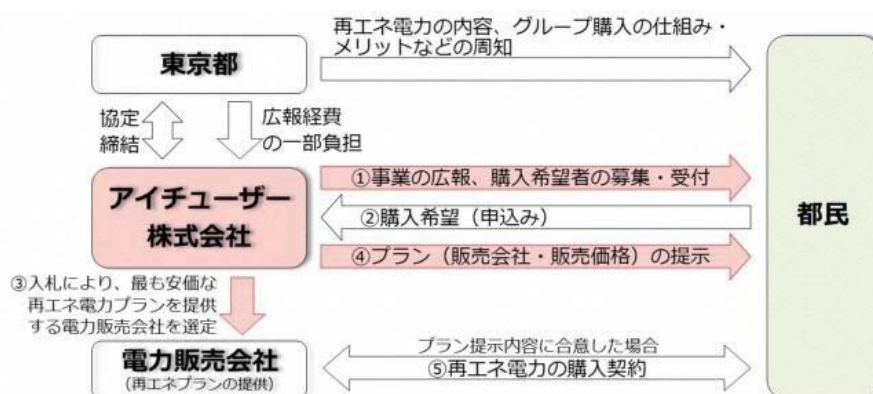 再エネ電力の内容、グループ購入の仕組み・
メリットなどの周知
東京都
協定
締結
広報経費
の一部負担
①事業の広報、購入希望者の募集・受付
アイチューザー
株式会社
②購入希望（申込み）
都民
④プラン（販売会社・販売価格）の提示
③入札により、最も安価な
再エネ電力プランを提供
する電力販売会社を選定
電力販売会社
(再エネプランの提供)
プラン提示内容に合意した場合
⑤再エネ電力の購入契約